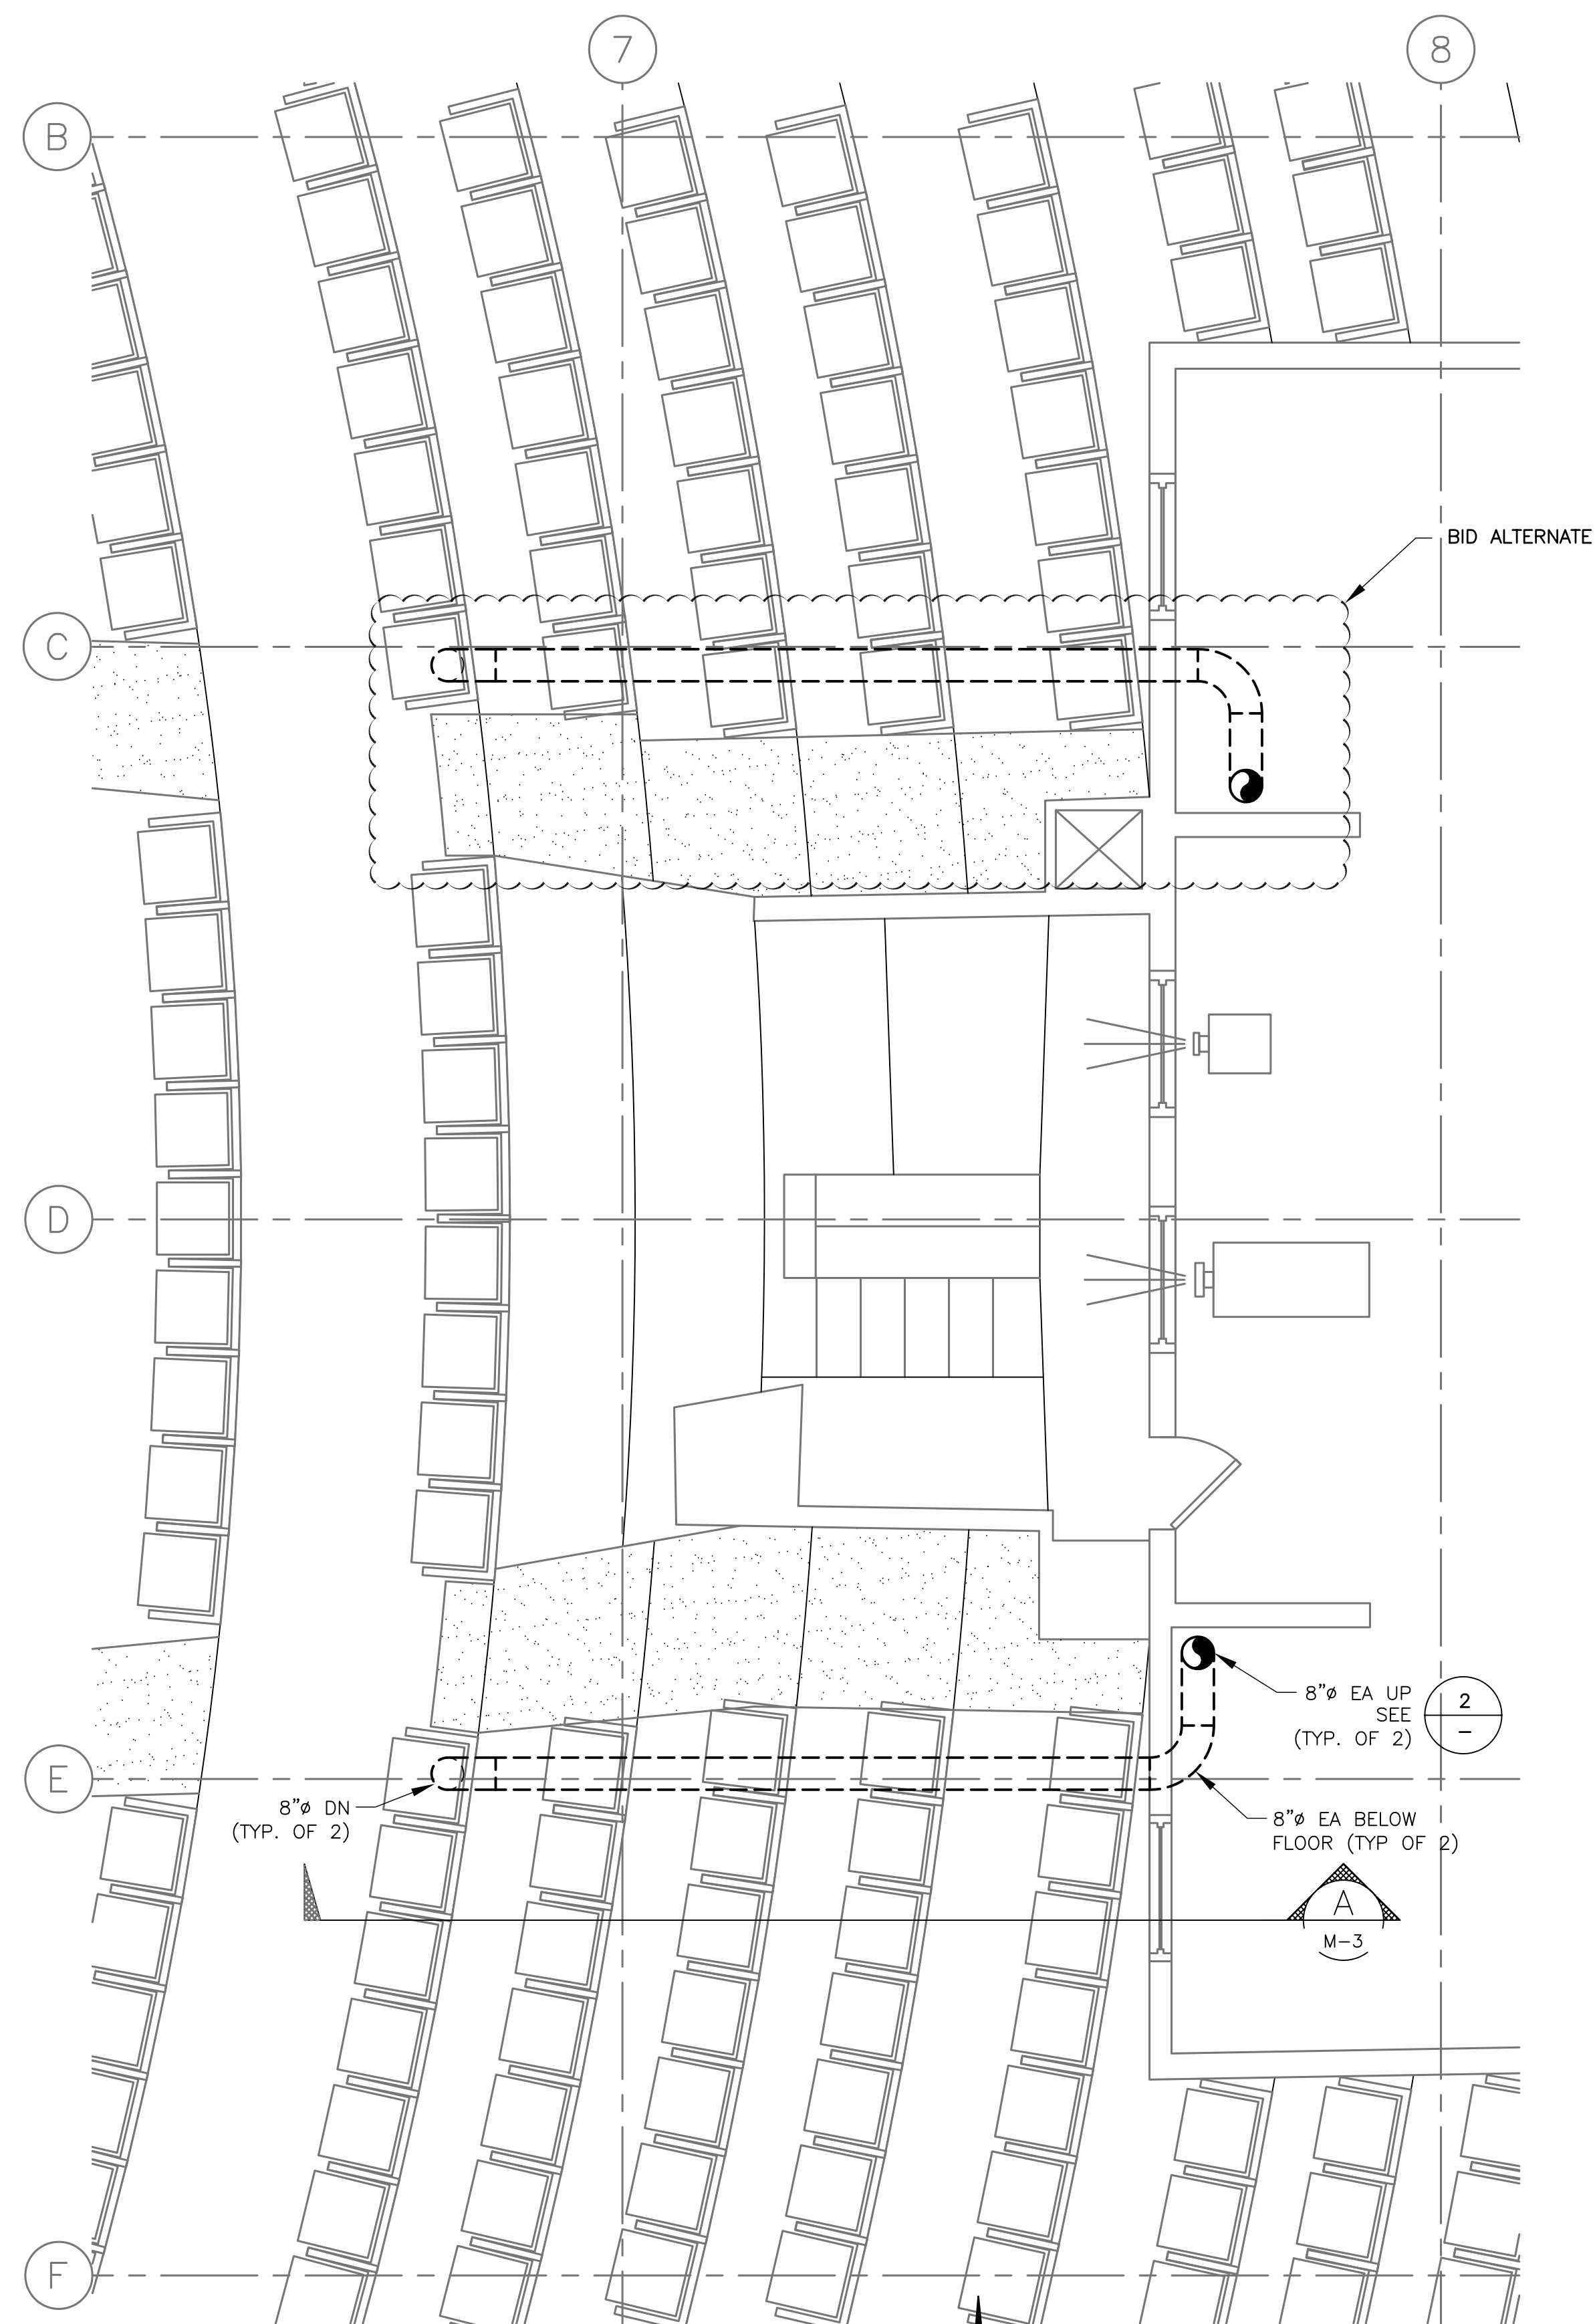 7
8
B
BID ALTERNATE
C
D
8"ø EA UP
SEE
(TYP. OF 2)
2
–
E
8"ø DN
(TYP. OF 2)
8"ø EA BELOW
FLOOR (TYP OF 2)
A
M-3
F